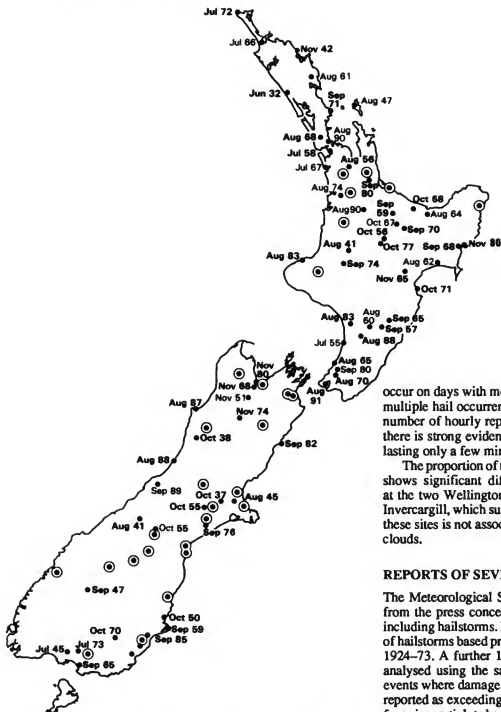 Jul 72
Jul 66
Nov 42
Aug 61
Jun 32
Sep
71
Aug 47
Aug 68
Aug
90
Jul 58
Jul 67
Aug 56
Aug 74
Sep
80
Aug 90
Sep
59
Oct 68
Aug 64
Oct 67
Sep 70
Oct 56
Aug 41
Oct 77
Sep 68
Aug 83
Sep 74
Aug 62
Nov 65
Oct 71
Aug 83
Aug
60
Sep 65
Sep 57
Jul 55
Aug 88
Aug 65
Sep 80
Aug 70
Nov
80
Nov 68
Nov 51
Aug
91
Aug 87
Nov 74
Oct 38
Sep 82
Aug 88
Sep 89
Oct 37
Aug 45
Oct 55
Aug 41
Oct 55
Sep 76
Sep 47
Oct 50
Sep 59
Oct 70
Sep 85
Jul 45
Jul 73
Sep 65
occur on days with mo
multiple hail occurren
number of hourly rep
there is strong eviden
lasting only a few min
The proportion of t
shows significant dif
at the two Wellington
Invercargill, which su
these sites is not assoc
clouds.
REPORTS OF SEVE
The Meteorological S
from the press conce
including hailstorms.
of hailstorms based pr
1924–73. A further 1
analysed using the sa
events where damage
reported as exceeding